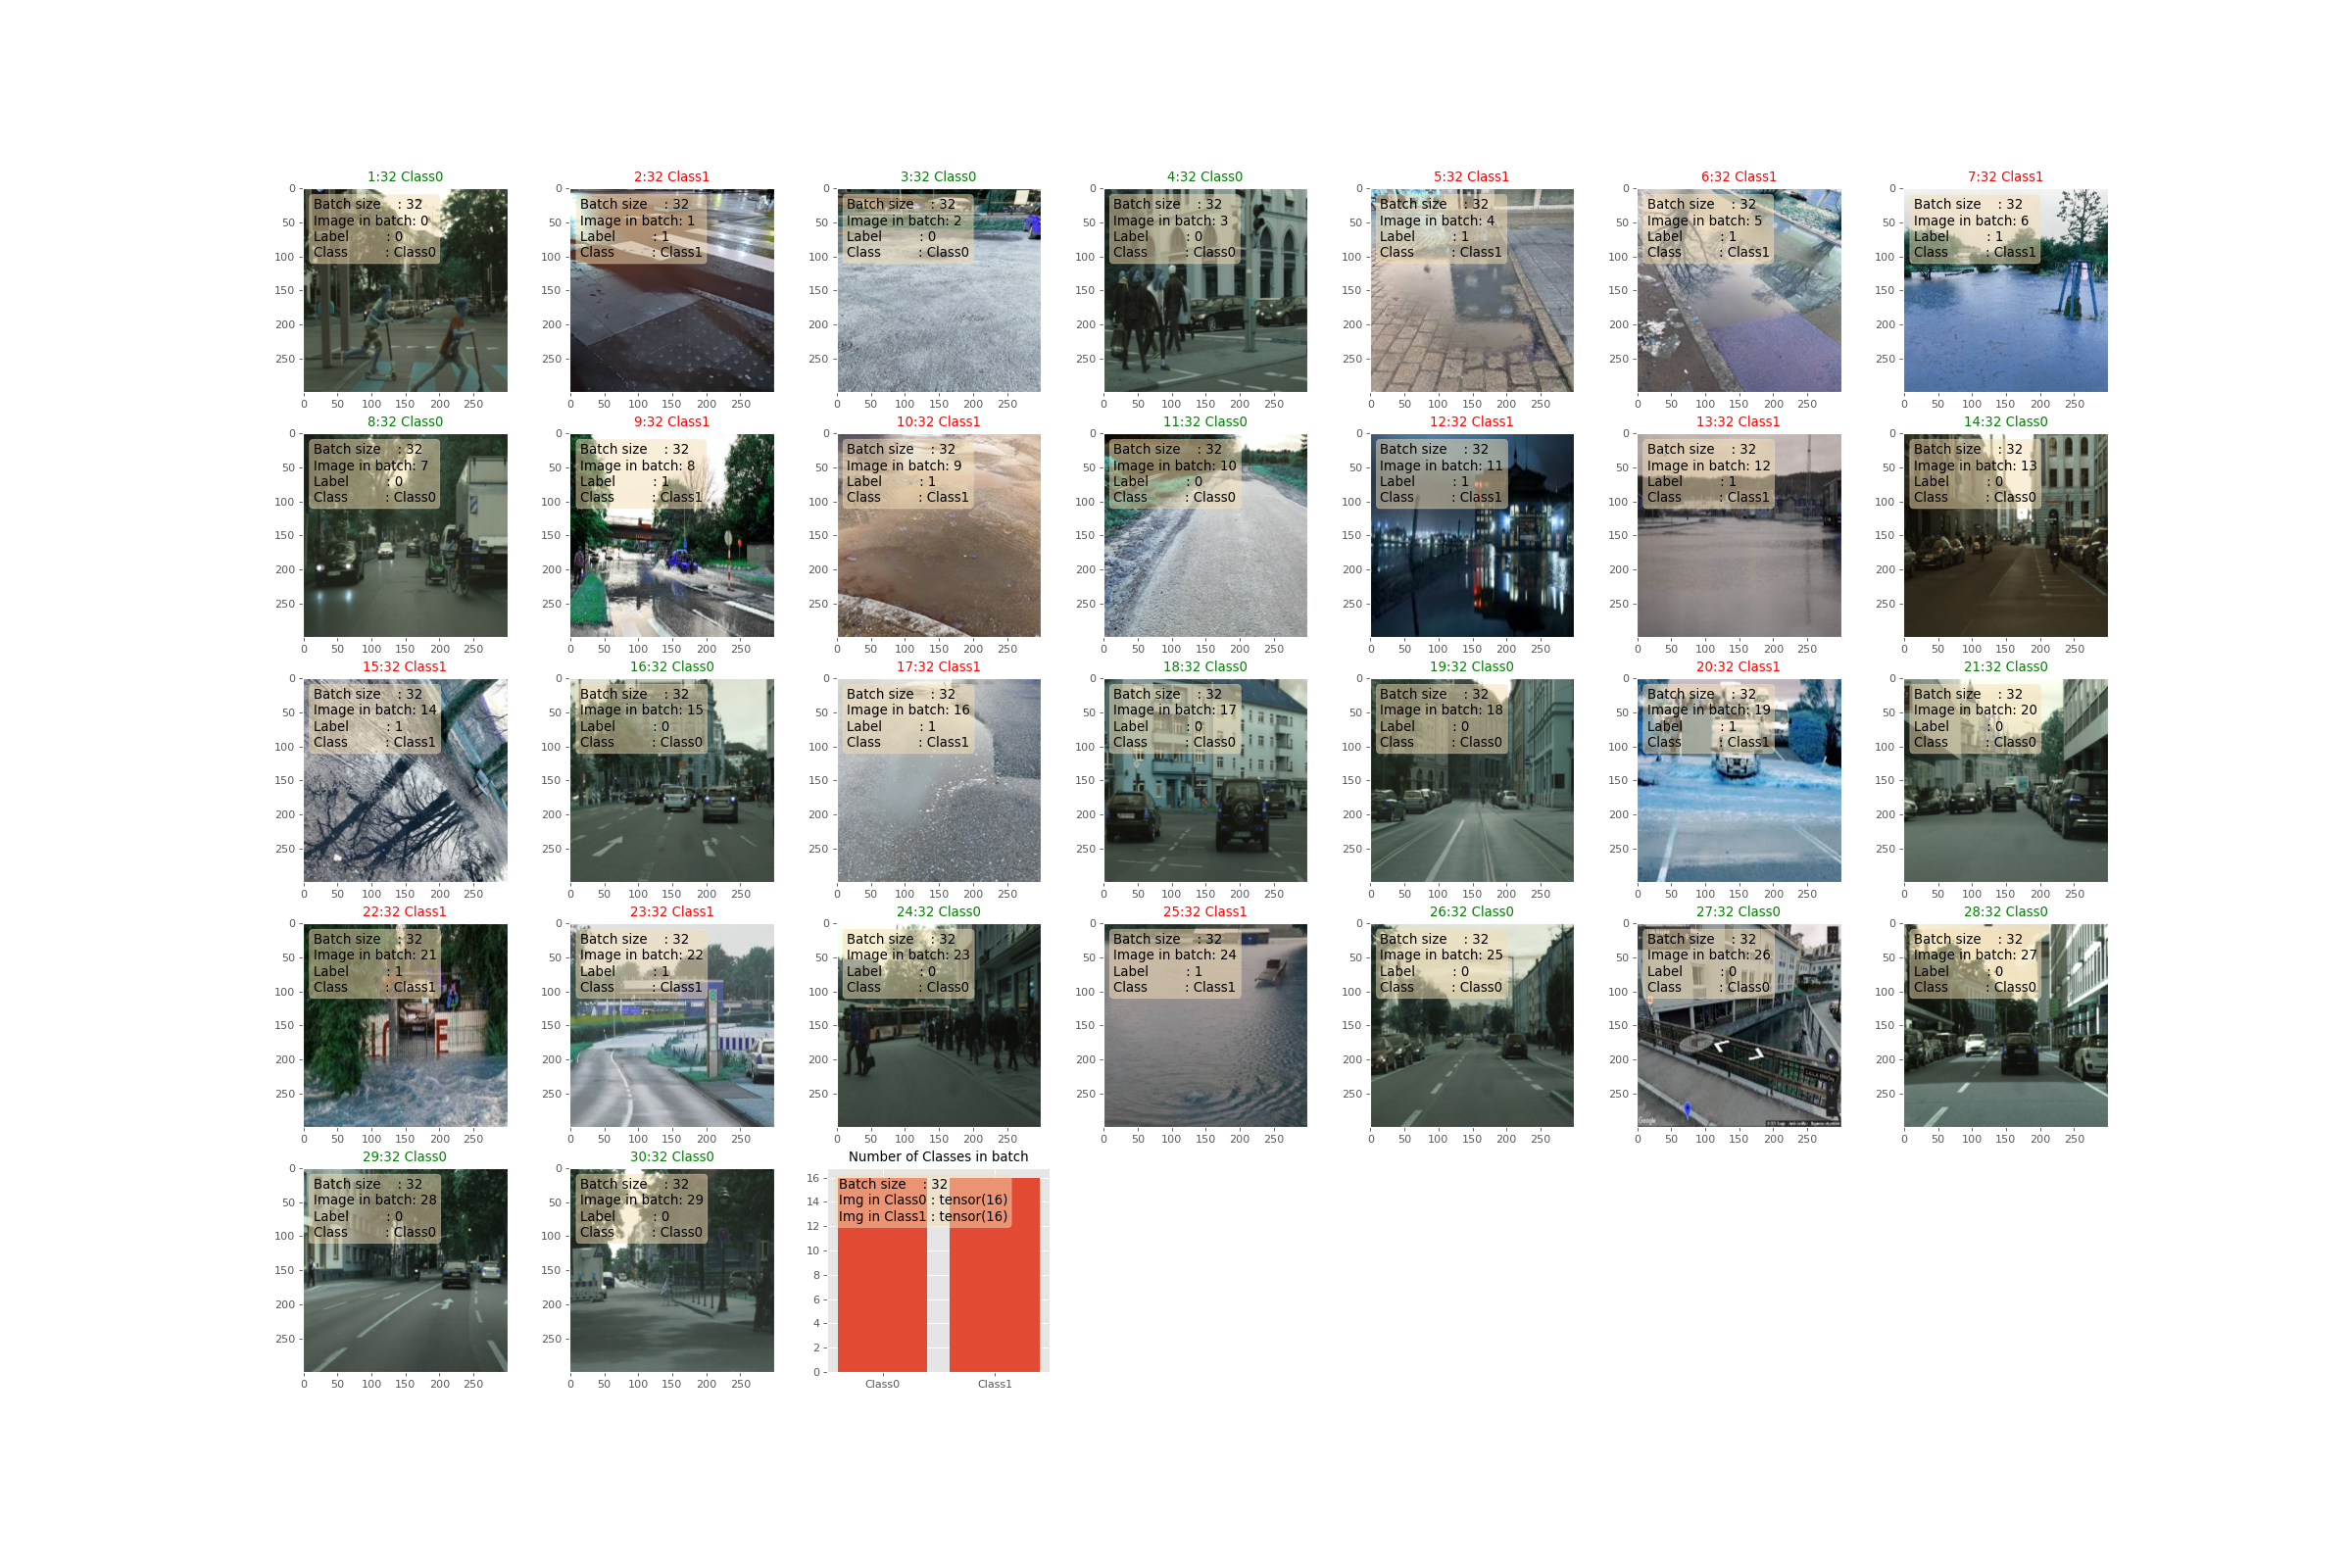 1:32 Class0 2:32 Class1 3:32 Class0 4:32 Class0 5:32 Class1 6:32 Class1 7:32 Class1
0 0 0 0 0 0 0
Batch size : 32 Batch size : 32 Batch size : 32 Batch size : 32 Batch size : 32 Batch size : 32 Batch size : 32
50 Image in batch: 0 50 Image in batch: 1 50 Image in batch: 2 50 Image in batch: 3 50 Image in batch: 4 50 Image in batch: 5 50 Image in batch: 6
Label : 0 Label : 1 Label : 0 Label : 0 Label : 1 Label : 1 Label : 1
100 Class : Class0 100 Class : Class1 100 Class : Class0 100 Class : Class0 100 Class : Class1 100 Class : Class1 100 Class : Class1
150 150 150 150 150 150 150
200 200 200 200 200 200 200
250 250 250 250 250 250 250
0 50 100 150 200 250 0 50 100 150 200 250 0 50 100 150 200 250 0 50 100 150 200 250 0 50 100 150 200 250 0 50 100 150 200 250 0 50 100 150 200 250
8:32 Class0 9:32 Class1 10:32 Class1 11:32 Class0 12:32 Class1 13:32 Class1 14:32 Class0
0 0 0 0 0 0 0
Batch size : 32 Batch size : 32 Batch size : 32 Batch size : 32 Batch size : 32 Batch size : 32 Batch size : 32
50 Image in batch: 7 50 Image in batch: 8 50 Image in batch: 9 50 Image in batch: 10 50 Image in batch: 11 50 Image in batch: 12 50 Image in batch: 13
Label : 0 Label : 1 Label : 1 Label : 0 Label : 1 Label : 1 Label : 0
100 Class : Class0 100 Class : Class1 100 Class : Class1 100 Class : Class0 100 Class : Class1 100 Class : Class1 100 Class : Class0
150 150 150 150 150 150 150
200 200 200 200 200 200 200
250 250 250 250 250 250 250
0 50 100 150 200 250 0 50 100 150 200 250 0 50 100 150 200 250 0 50 100 150 200 250 0 50 100 150 200 250 0 50 100 150 200 250 0 50 100 150 200 250
15:32 Class1 16:32 Class0 17:32 Class1 18:32 Class0 19:32 Class0 20:32 Class1 21:32 Class0
0 0 0 0 0 0 0
Batch size : 32 Batch size : 32 Batch size : 32 Batch size : 32 Batch size : 32 Batch size : 32 Batch size : 32
50 Image in batch: 14 50 Image in batch: 15 50 Image in batch: 16 50 Image in batch: 17 50 Image in batch: 18 50 Image in batch: 19 50 Image in batch: 20
Label : 1 Label : 0 Label : 1 Label : 0 Label : 0 Label : 1 Label : 0
100 Class : Class1 100 Class : Class0 100 Class : Class1 100 Class : Class0 100 Class : Class0 100 Class : Class1 100 Class : Class0
150 150 150 150 150 150 150
200 200 200 200 200 200 200
250 250 250 250 250 250 250
0 50 100 150 200 250 0 50 100 150 200 250 0 50 100 150 200 250 0 50 100 150 200 250 0 50 100 150 200 250 0 50 100 150 200 250 0 50 100 150 200 250
22:32 Class1 23:32 Class1 24:32 Class0 25:32 Class1 26:32 Class0 27:32 Class0 28:32 Class0
0 0 0 0 0 0 0
Batch size : 32 Batch size : 32 Batch size : 32 Batch size : 32 Batch size : 32 Batch size : 32 Batch size : 32
50 Image in batch: 21 50 Image in batch: 22 50 Image in batch: 23 50 Image in batch: 24 50 Image in batch: 25 50 Image in batch: 26 50 Image in batch: 27
Label : 1 Label : 1 Label : 0 Label : 1 Label : 0 Label : 0 Label : 0
100 Class : Class1 100 Class : Class1 100 Class : Class0 100 Class : Class1 100 Class : Class0 100 Class : Class0 100 Class : Class0
150 150 150 150 150 150 150
200 200 200 200 200 200 200
250 250 250 250 250 250 250
Google
0 50 100 150 200 250 0 50 100 150 200 250 0 50 100 150 200 250 0 50 100 150 200 250 0 50 100 150 200 250 0 50 100 150 200 250 0 50 100 150 200 250
29:32 Class0 30:32 Class0 Number of Classes in batch
0 0
Batch size : 32 Batch size : 32 16 Batch size : 32
50 Image in batch: 28 50 Image in batch: 29 14 Img in Class0 : tensor(16)
Label : 0 Label : 0 12 Img in Class1 : tensor(16)
100 Class : Class0 100 Class : Class0 10
150 150 8
200 200 6
4
250 250 2
0
0 50 100 150 200 250 0 50 100 150 200 250 Class0 Class1